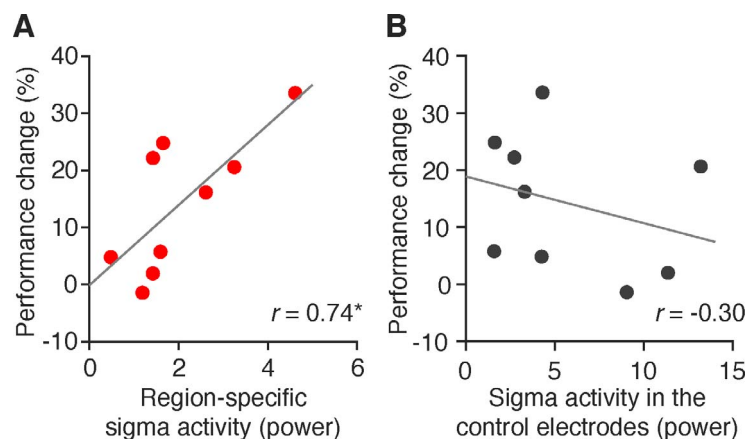 A
Performance change (%)
40
30
20
10
0
-10
0
2
4
6
r = 0.74*
Region-specific
sigma activity (power)
B
Performance change (%)
40
30
20
10
0
-10
0
5
10
15
r = -0.30
Sigma activity in the
control electrodes (power)